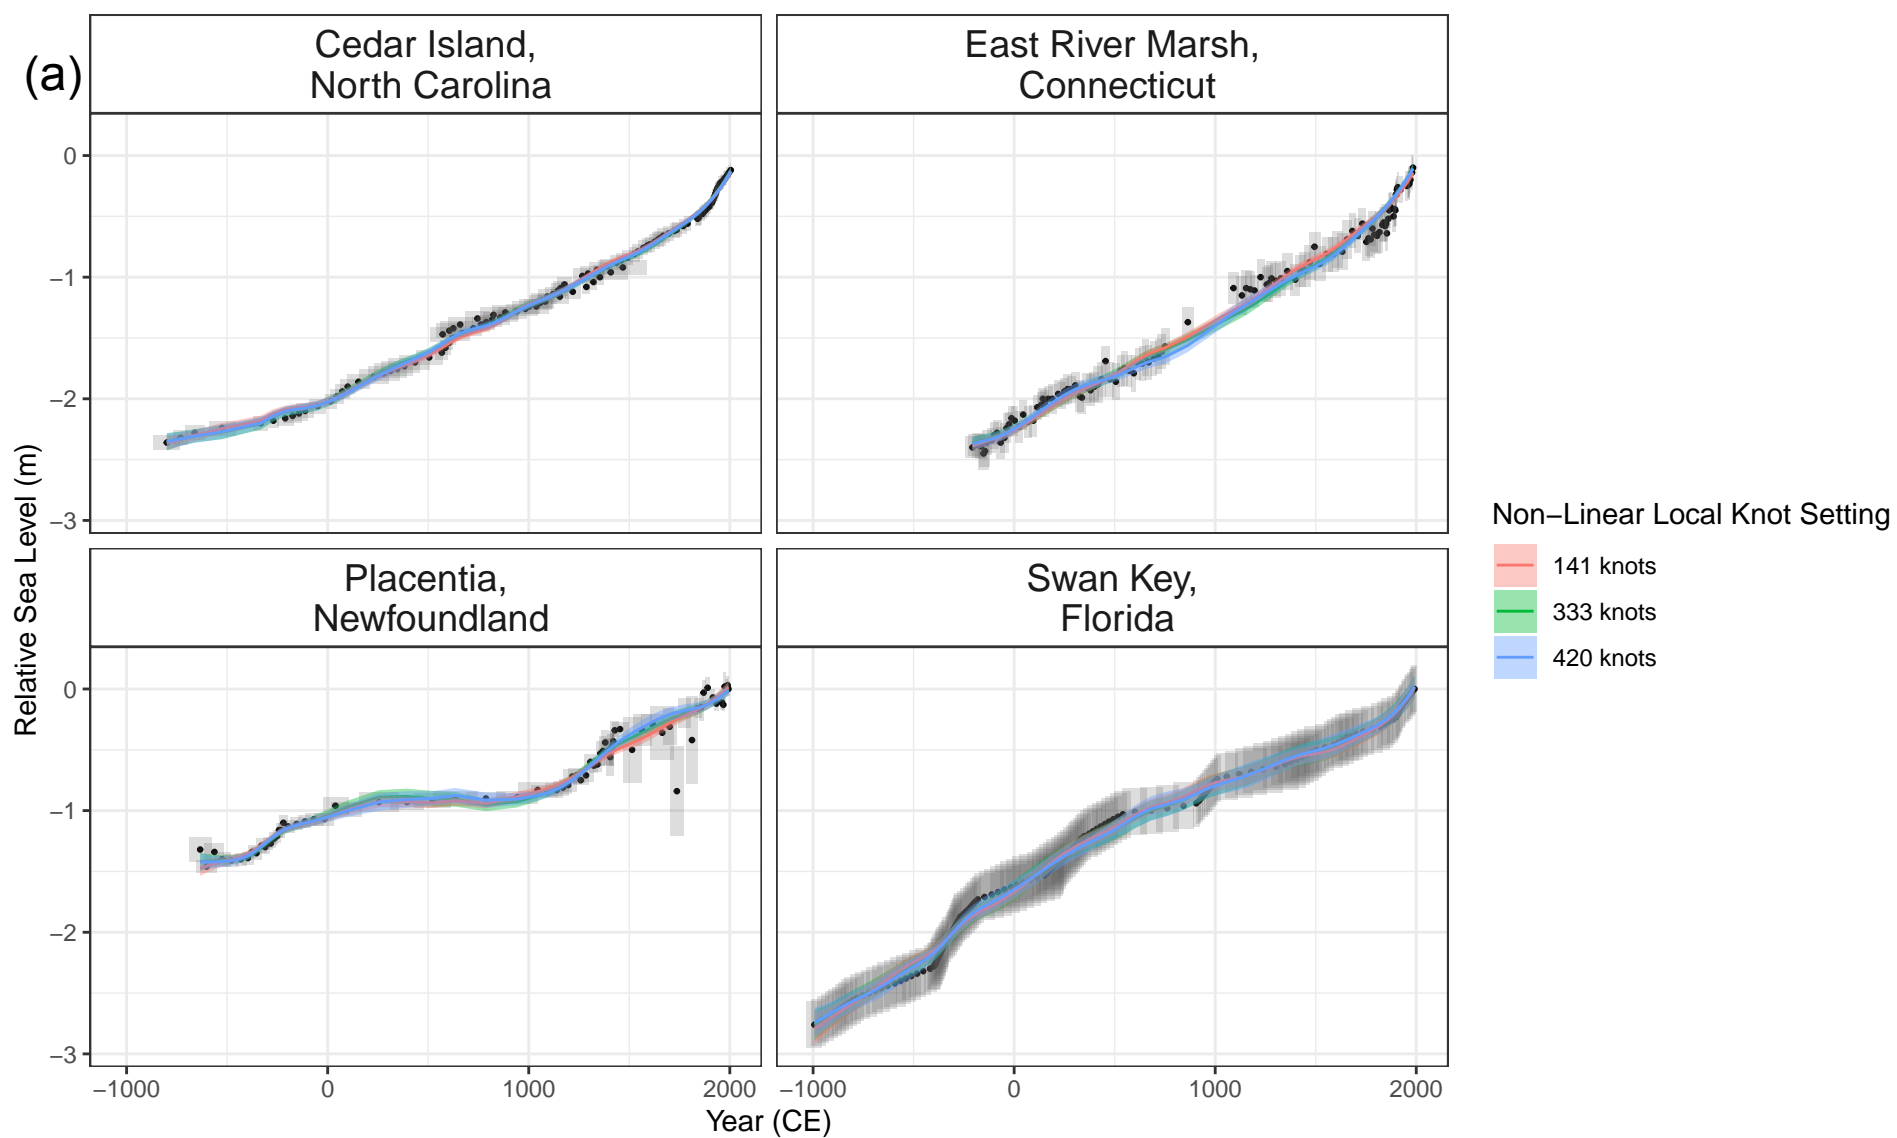 (a)
Cedar Island,
North Carolina
East River Marsh,
Connecticut
0
−1
−2
−3
Placentia,
Newfoundland
Swan Key,
Florida
0
−1
−2
−3
−1000
0
1000
2000
−1000
0
1000
2000
Year (CE)
Relative Sea Level (m)
Non−Linear Local Knot Setting
141 knots
333 knots
420 knots